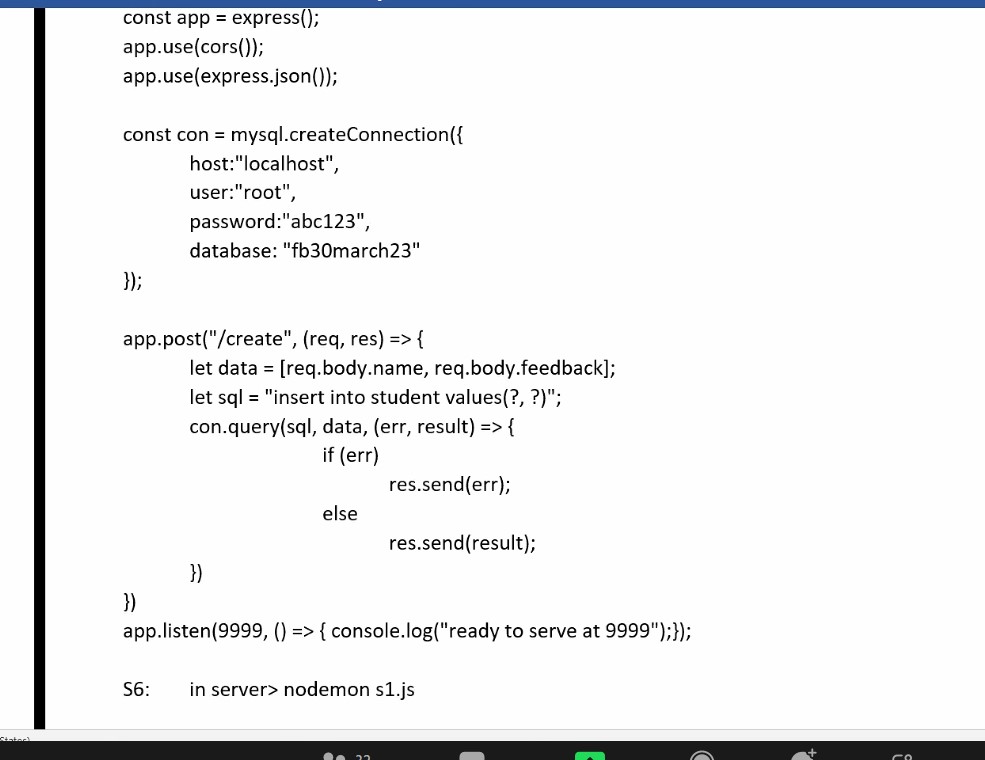 const app = express();
app.use(cors());
app.use(express.json());
const con = mysql.createConnection({
host:"localhost",
user:"root",
password:"abc123",
database: "fb30march23"
});
app.post("/create", (req, res) => {
let data = [req.body.name, req.body.feedback];
let sql = "insert into student values(?, ?)";
con.query(sql, data, (err, result) => {
if (err)
res.send(err);
else
res.send(result);
})
})
app.listen(9999, () => { console.log("ready to serve at 9999");});
S6: in server> nodemon s1.js